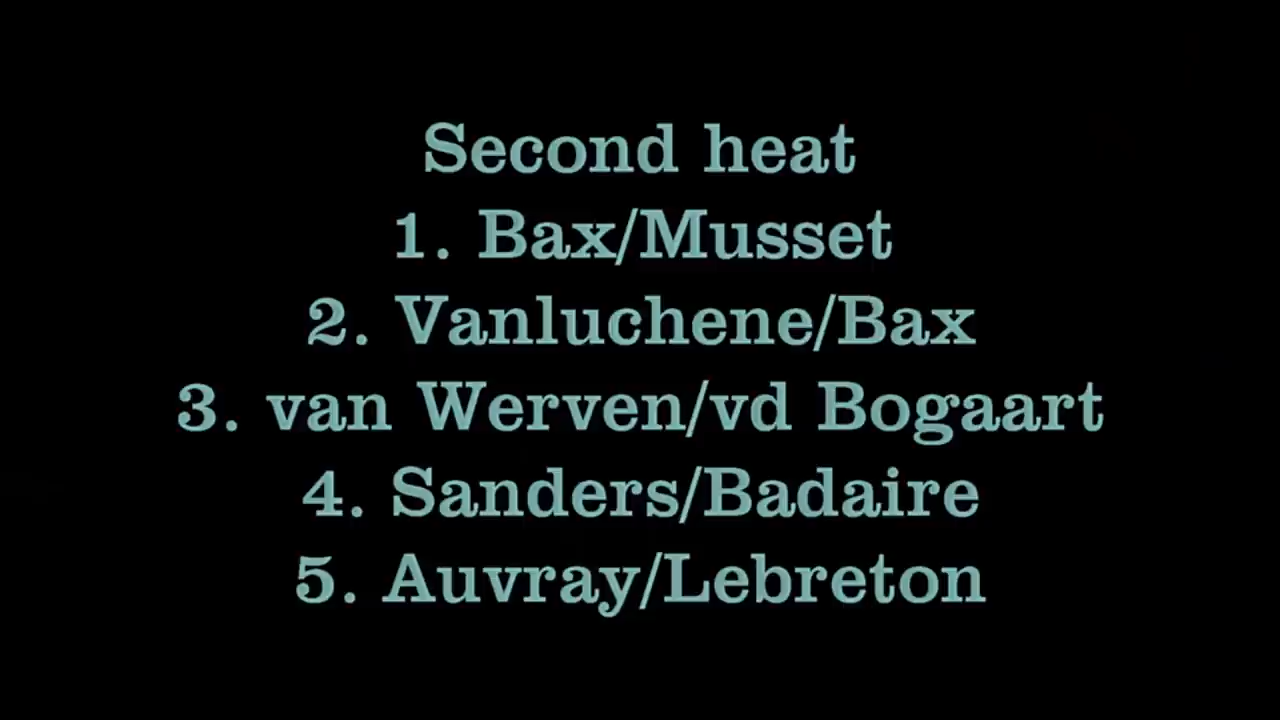 Second heat
1. Bax/Musset
2. Vanluchene/Bax
3. van Werven/vd Bogaart
4. Sanders/Badaire
5. Auvray/Lebreton